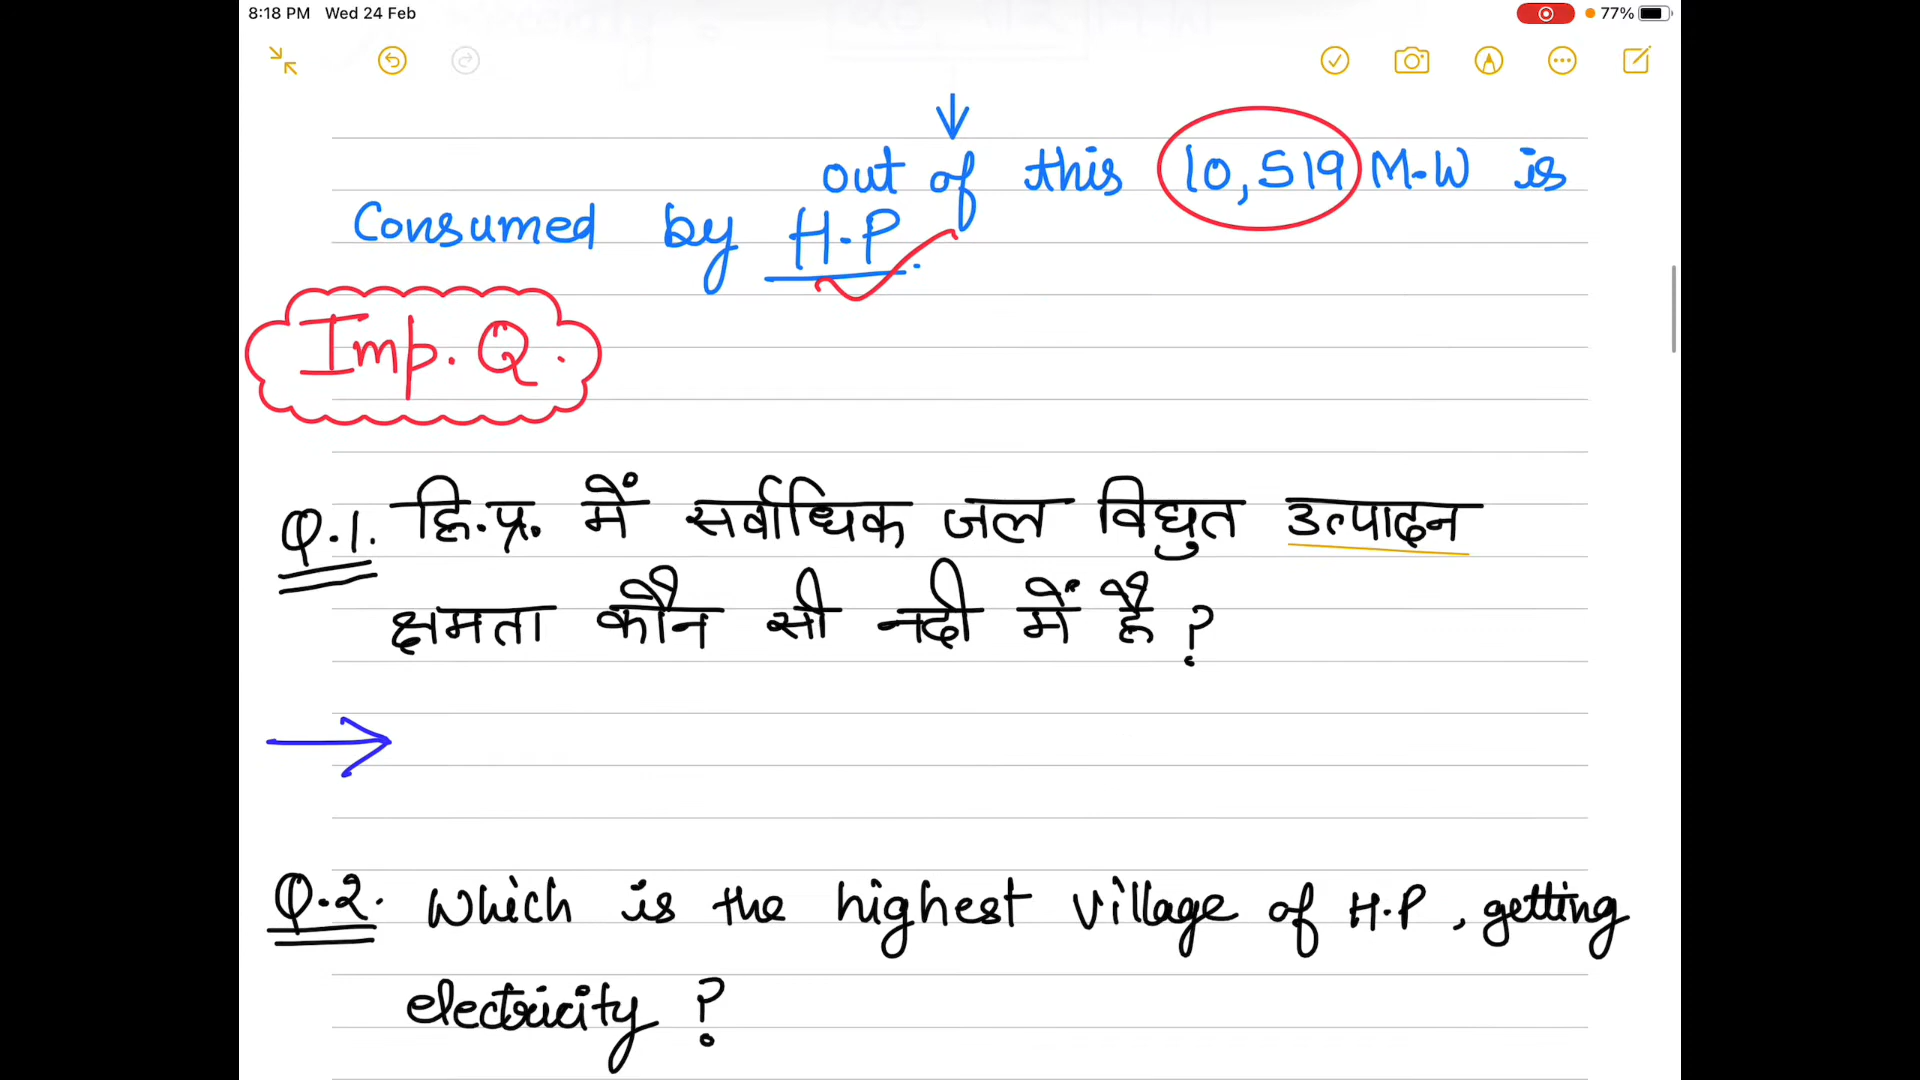 8:18 PM Wed 24 Feb
77%
out of this 10,519 M.W is
Consumed by H.P.
Imp. Q.
Q.1. हि.प्र. में सर्वाधिक जल विधुत उत्पादन
क्षमता कौन सी नदी में है ?
Q.2. Which is the highest village of H.P, getting
electricity ?